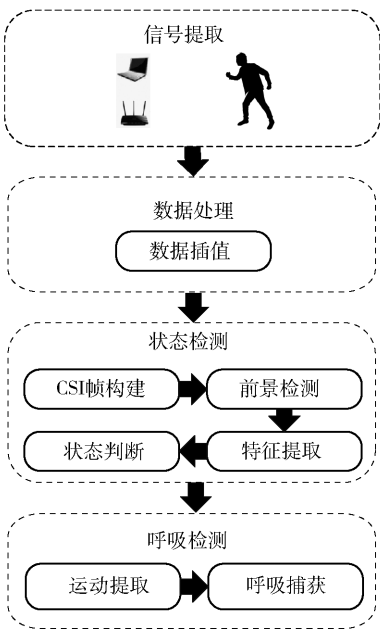 信号提取
数据处理
数据插值
状态检测
CSI帧构建
前景检测
状态判断
特征提取
呼吸检测
运动提取
呼吸捕获